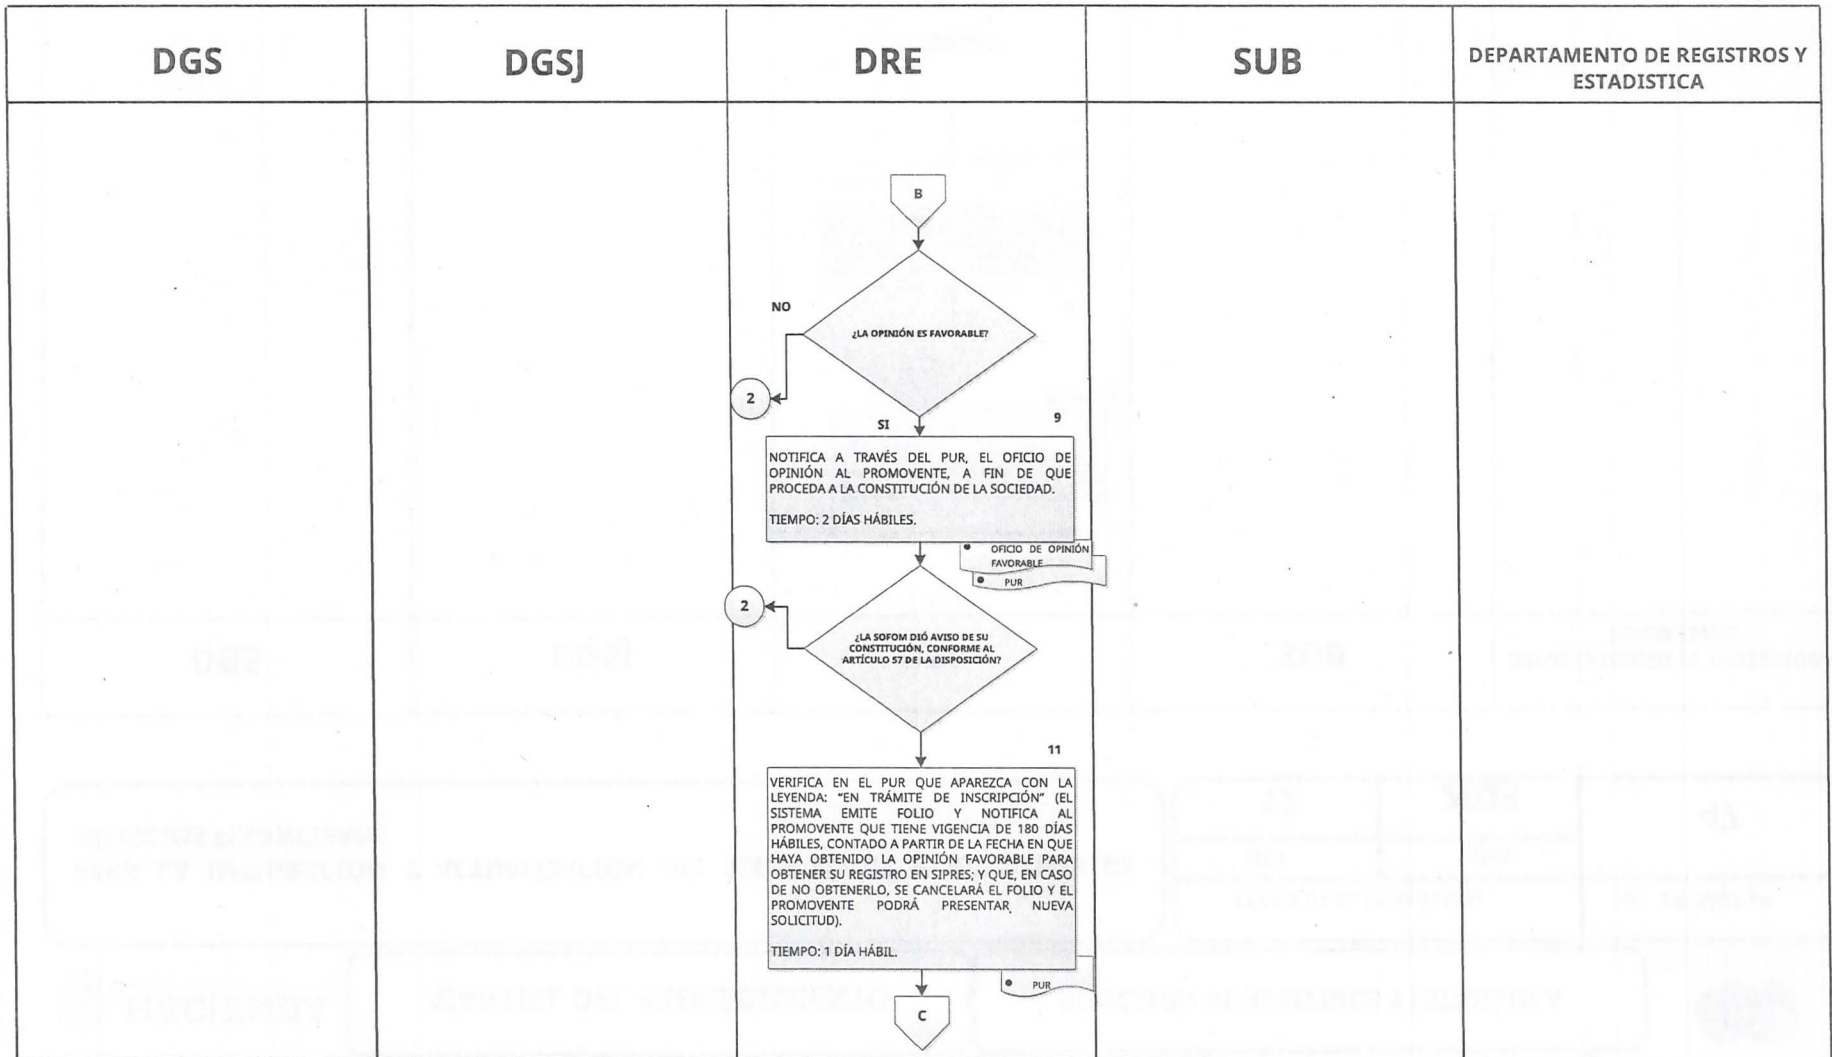 DGS
DGSJ
DRE
SUB
DEPARTAMENTO DE REGISTROS Y
ESTADISTICA
B
¿LA OPINIÓN ES FAVORABLE?
NO
2
SI
9
NOTIFICA A TRAVÉS DEL PUR, EL OFICIO DE
OPINIÓN AL PROMOVENTE, A FIN DE QUE
PROCEDA A LA CONSTITUCIÓN DE LA SOCIEDAD.
TIEMPO: 2 DÍAS HÁBILES.
OFICIO DE OPINIÓN
FAVORABLE
PUR
2
¿LA SOFOM DIÓ AVISO DE SU
CONSTITUCIÓN, CONFORME AL
ARTÍCULO 57 DE LA DISPOSICIÓN?
11
VERIFICA EN EL PUR QUE APAREZCA CON LA
LEYENDA: "EN TRÁMITE DE INSCRIPCIÓN" (EL
SISTEMA EMITE FOLIO Y NOTIFICA AL
PROMOVENTE QUE TIENE VIGENCIA DE 180 DÍAS
HÁBILES, CONTADO A PARTIR DE LA FECHA EN QUE
HAYA OBTENIDO LA OPINIÓN FAVORABLE PARA
OBTENER SU REGISTRO EN SIPRES; Y QUE, EN CASO
DE NO OBTENERLO, SE CANCELARÁ EL FOLIO Y EL
PROMOVENTE PODRÁ PRESENTAR NUEVA
SOLICITUD).
TIEMPO: 1 DÍA HÁBIL.
PUR
C